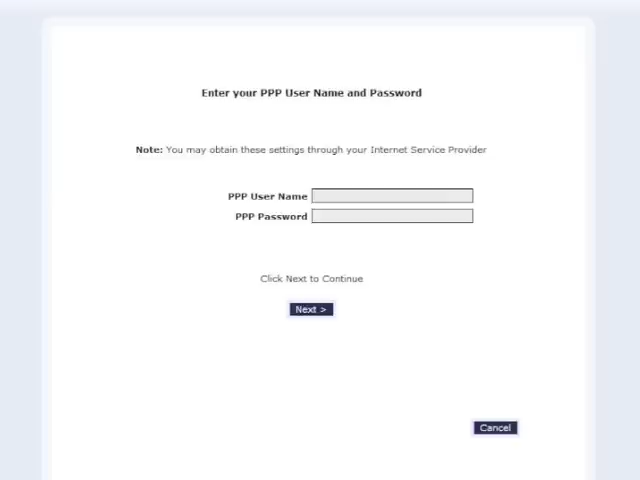 Enter your PPP User Name and Password
Note: You may obtain these settings through your Internet Service Provider
PPP User Name
PPP Password
Click Next to Continue
Next >
Cancel